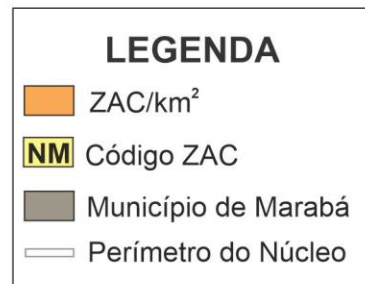 LEGENDA
ZAC/km²
NM Código ZAC
Município de Marabá
Perímetro do Núcleo